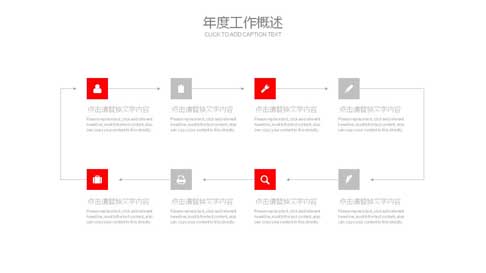 年度工作概述
CLICK TO ADD CAPTION TEXT
点击请替换文字内容
点击请替换文字内容
点击请替换文字内容
点击请替换文字内容
Please replace text, click add relevant
headline, modify the text content, also
can copy your content to this directly.
Please replace text, click add relevant
headline, modify the text content, also
can copy your content to this directly.
Please replace text, click add relevant
headline, modify the text content, also
can copy your content to this directly.
Please replace text, click add relevant
headline, modify the text content, also
can copy your content to this directly.
点击请替换文字内容
点击请替换文字内容
点击请替换文字内容
点击请替换文字内容
Please replace text, click add relevant
headline, modify the text content, also
can copy your content to this directly.
Please replace text, click add relevant
headline, modify the text content, also
can copy your content to this directly.
Please replace text, click add relevant
headline, modify the text content, also
can copy your content to this directly.
Please replace text, click add relevant
headline, modify the text content, also
can copy your content to this directly.